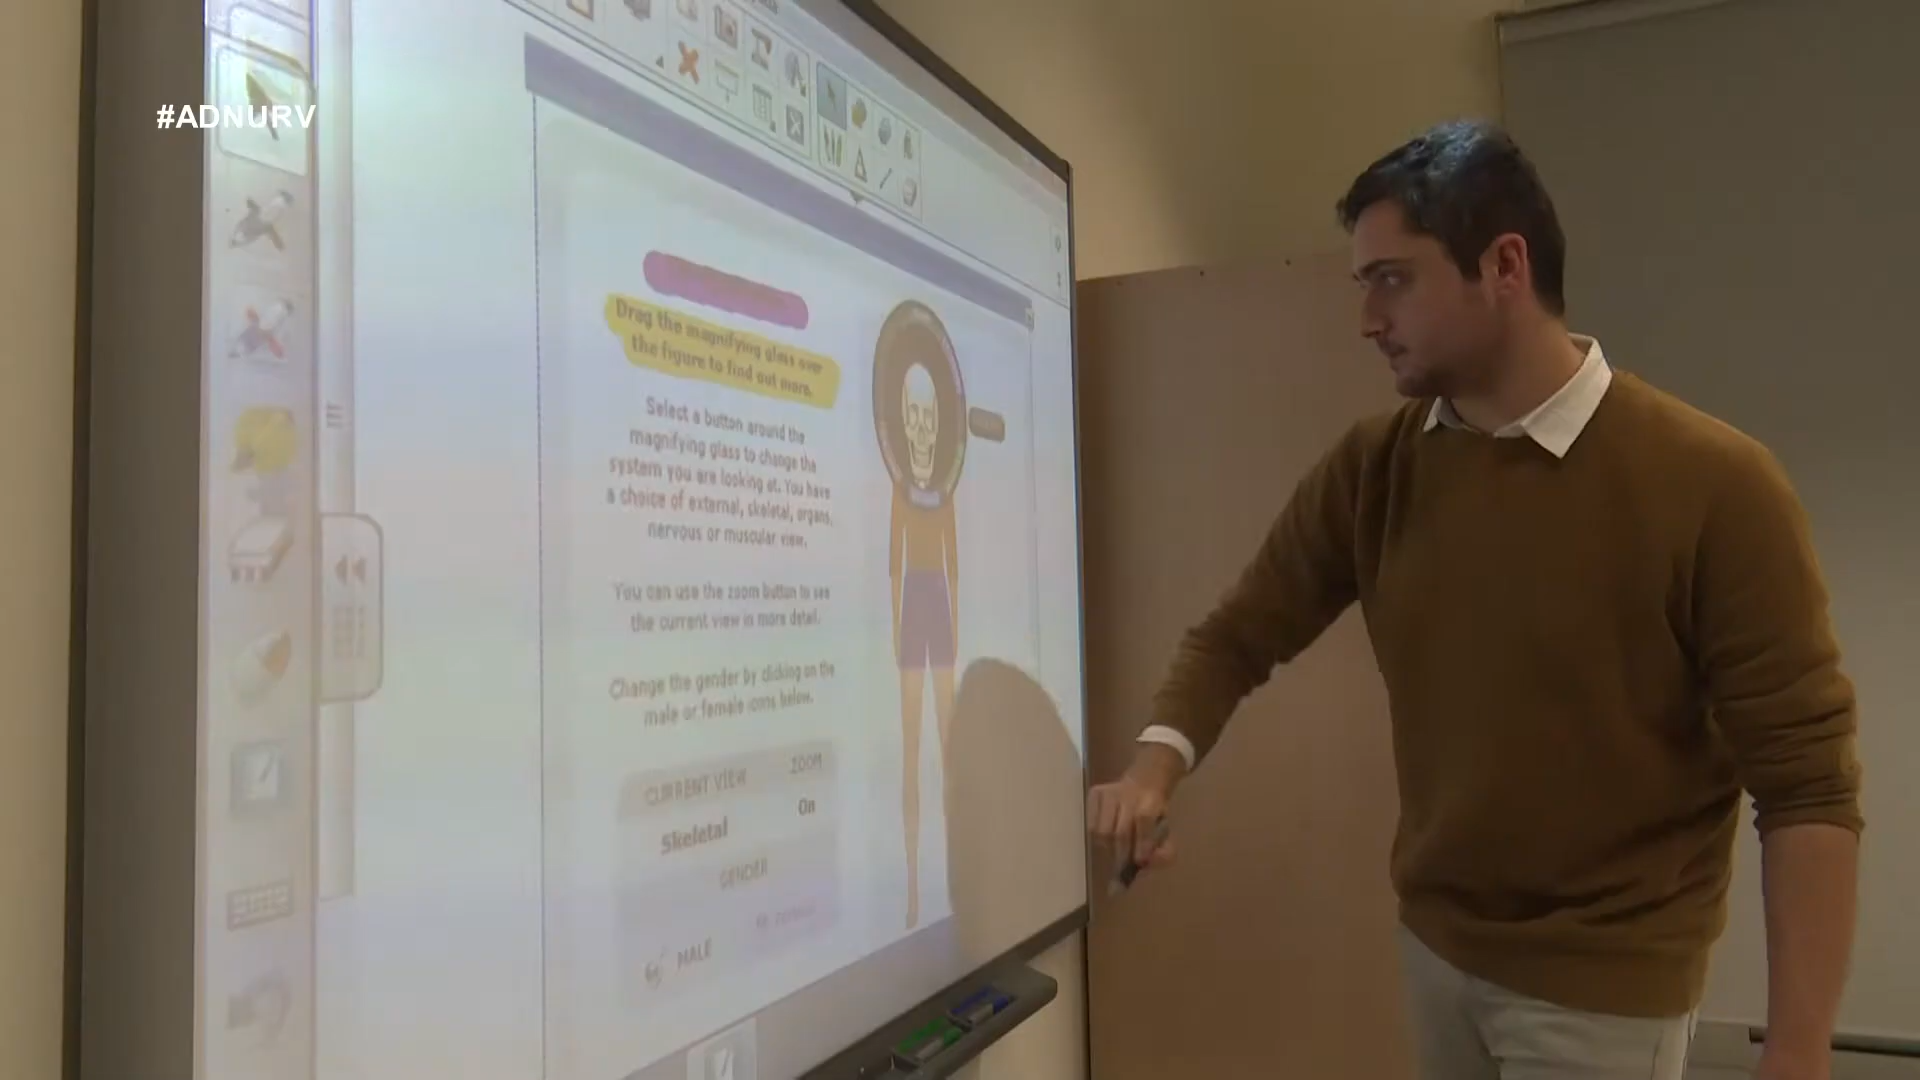 #ADNURV
Drag the magnifying glass over
the figure to find out more.
Select a button around the
magnifying glass to change the
system you are looking at. You have
a choice of external, skeletal, organs,
nervous or muscular view.
You can use the zoom button to see
the current view in more detail.
Change the gender by clicking on the
male or female icons below.
CURRENT VIEW ZOOM
Skeletal On
GENDER
MALE